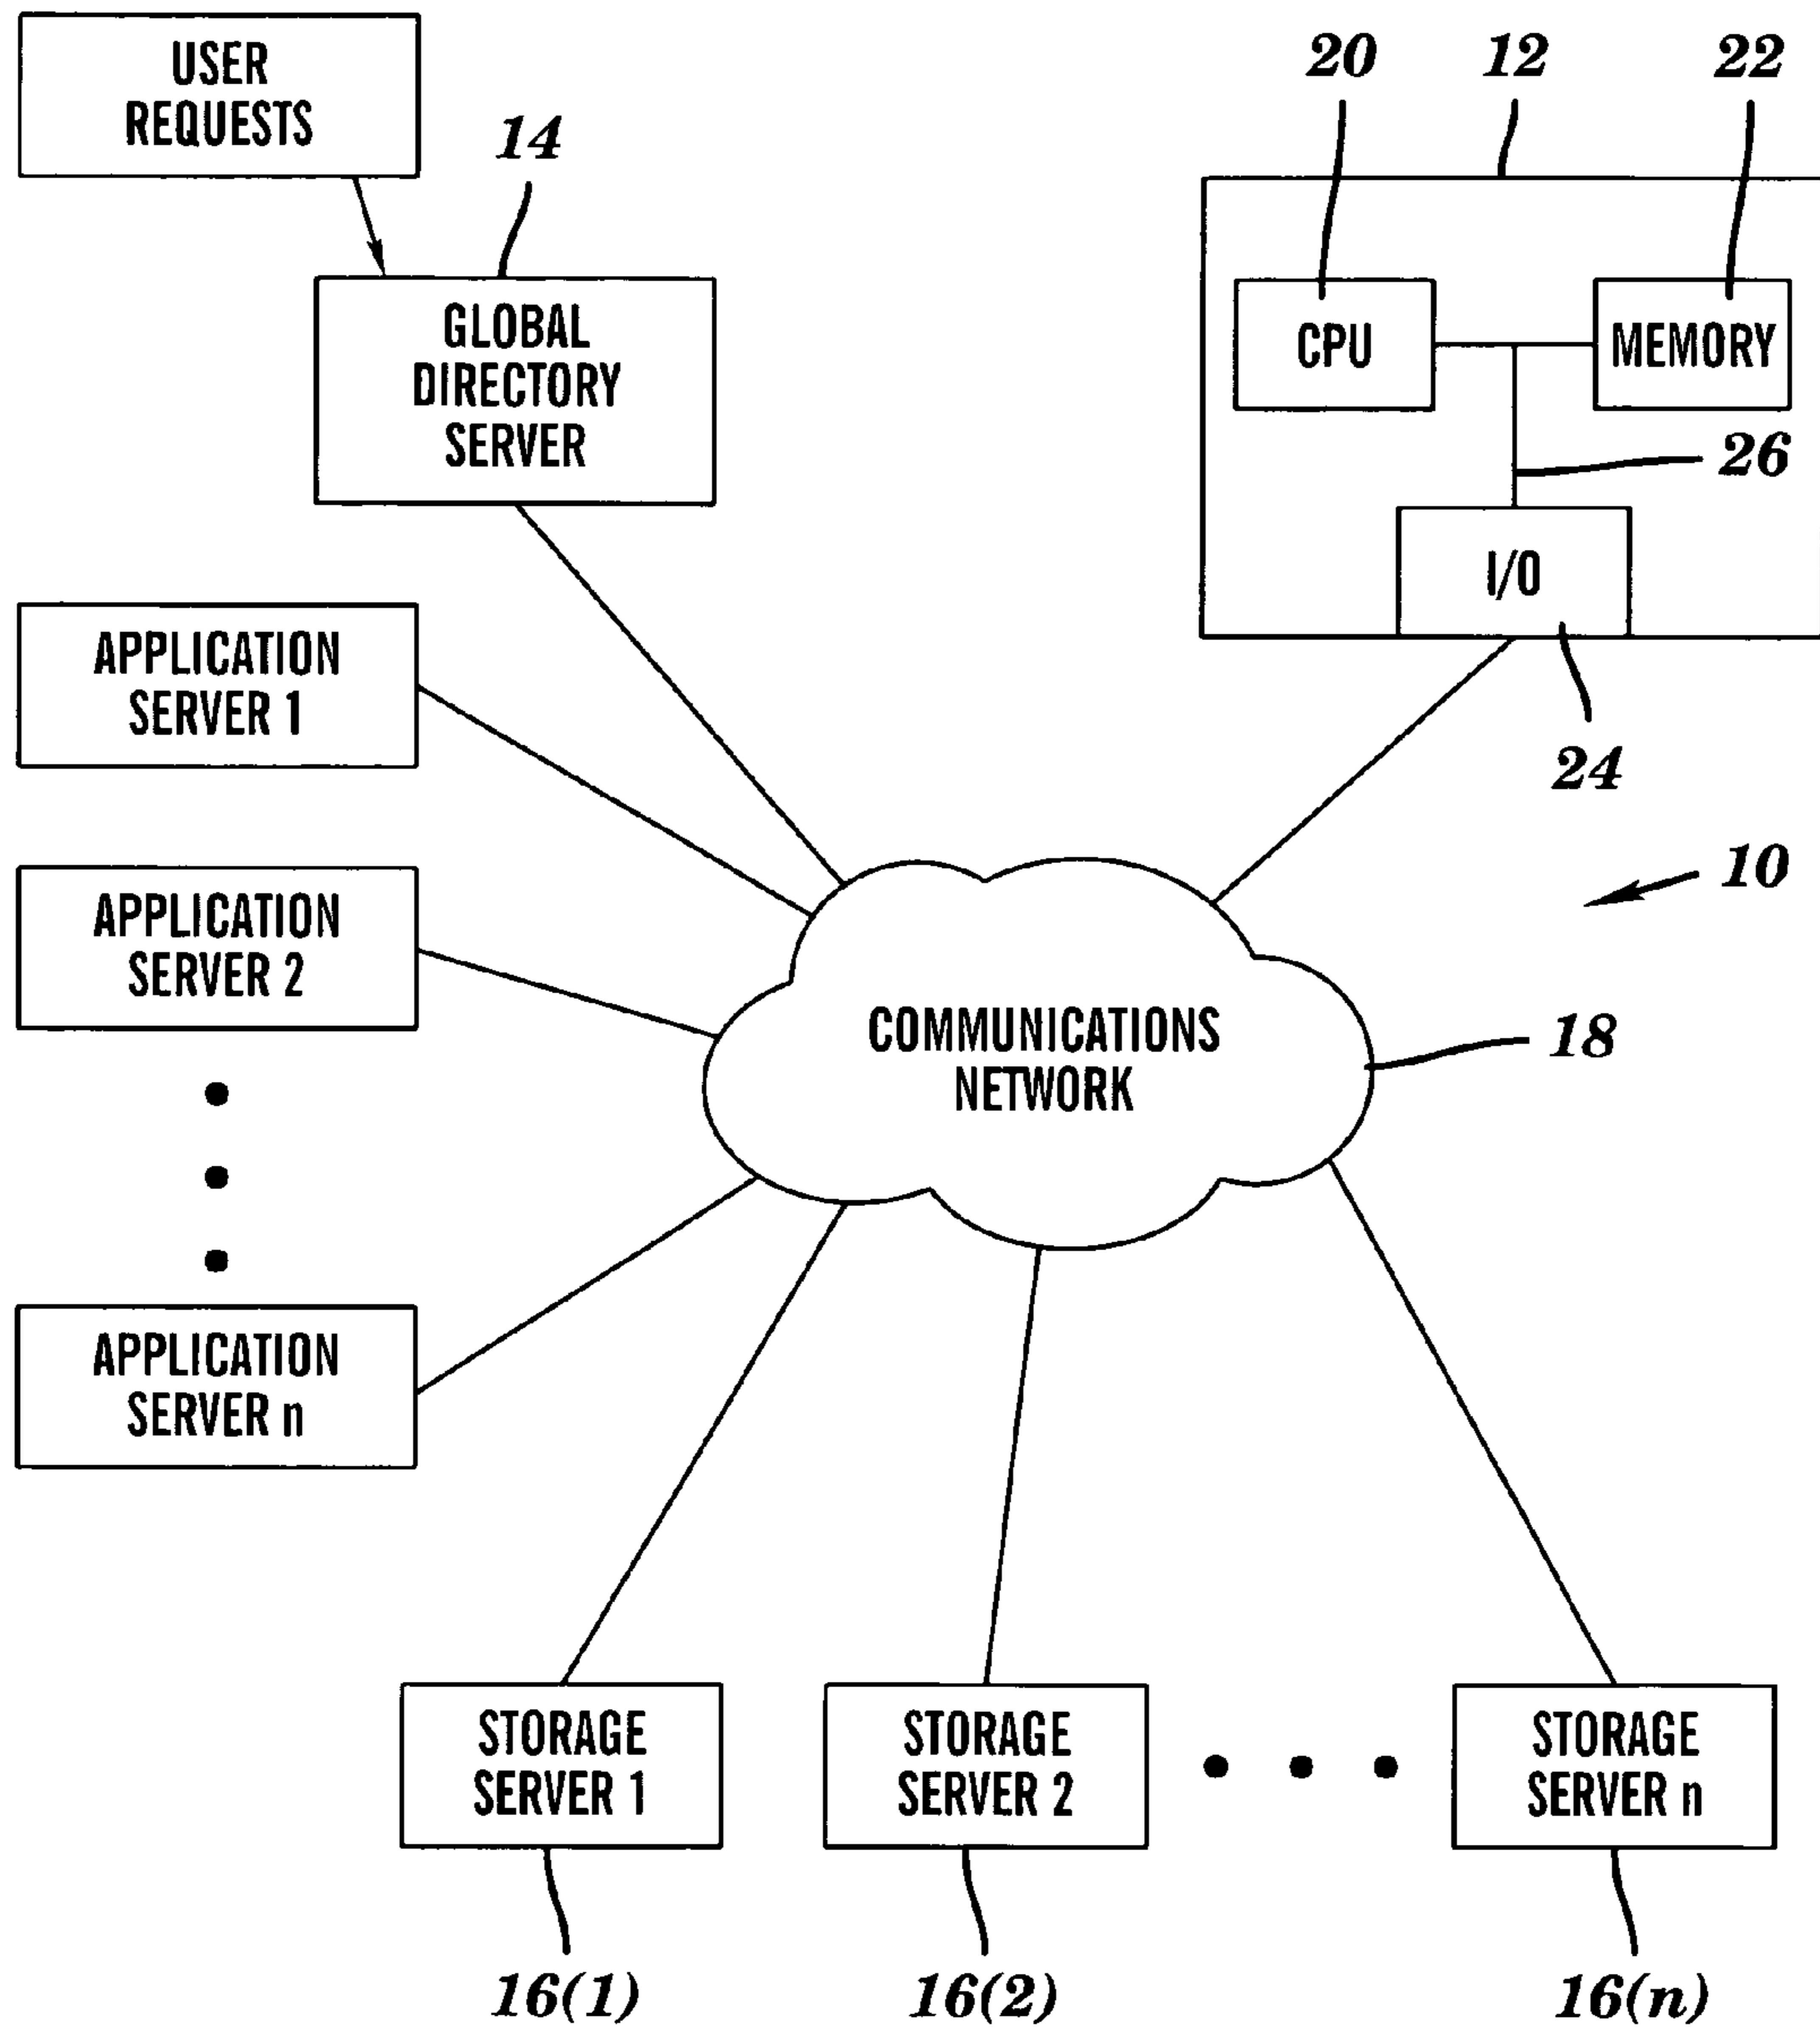 USER
REQUESTS
14
GLOBAL
DIRECTORY
SERVER
20
12
22
CPU
MEMORY
26
I/O
24
APPLICATION
SERVER 1
APPLICATION
SERVER 2
APPLICATION
SERVER n
10
COMMUNICATIONS
NETWORK
18
STORAGE
SERVER 1
STORAGE
SERVER 2
STORAGE
SERVER n
16(1)
16(2)
16(n)